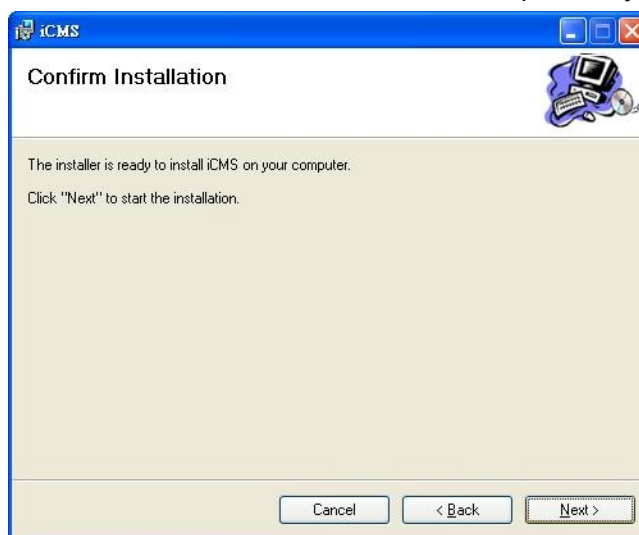 iCMS
Confirm Installation
The installer is ready to install iCMS on your computer.
Click "Next" to start the installation.
Cancel
< Back
Next >